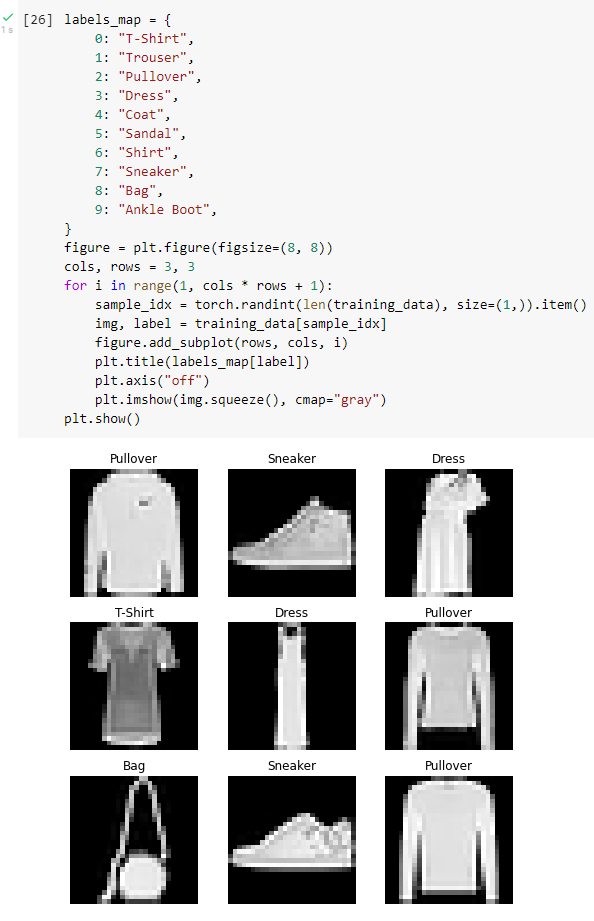 [26] labels_map = {
    0: "T-Shirt",
    1: "Trouser",
    2: "Pullover",
    3: "Dress",
    4: "Coat",
    5: "Sandal",
    6: "Shirt",
    7: "Sneaker",
    8: "Bag",
    9: "Ankle Boot",
}
1s
figure = plt.figure(figsize=(8, 8))
cols, rows = 3, 3
for i in range(1, cols * rows + 1):
    sample_idx = torch.randint(len(training_data), size=(1,)).item()
    img, label = training_data[sample_idx]
    figure.add_subplot(rows, cols, i)
    plt.title(labels_map[label])
    plt.axis("off")
    plt.imshow(img.squeeze(), cmap="gray")
plt.show()
Pullover Sneaker Dress
T-Shirt Dress Pullover
Bag Sneaker Pullover